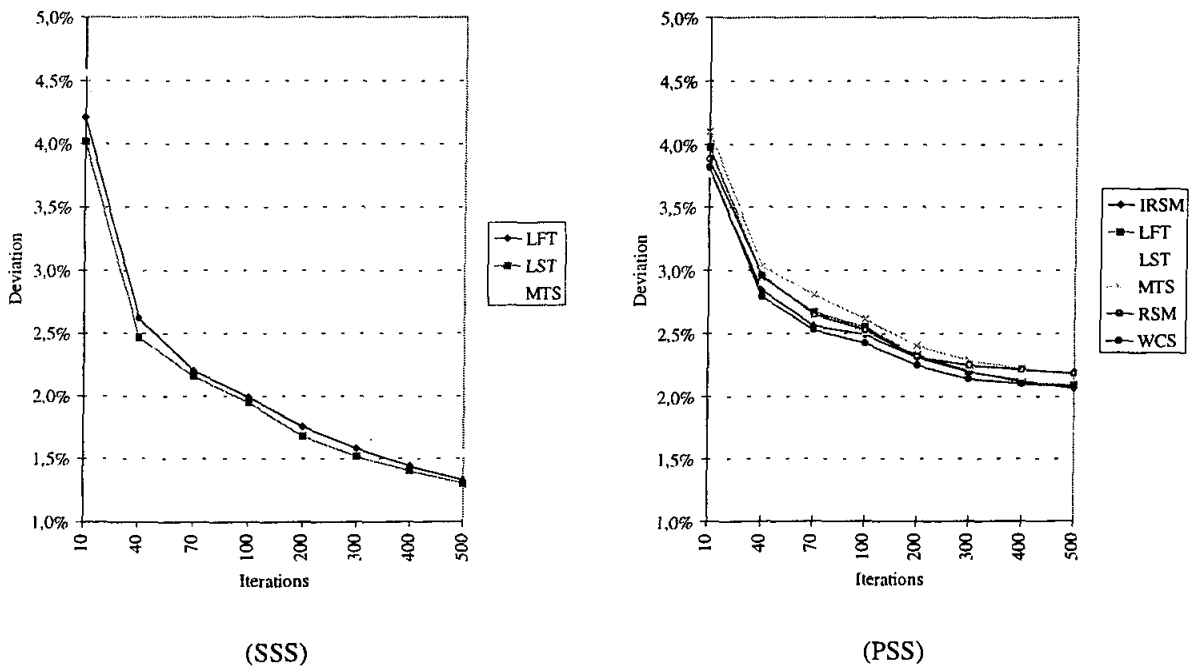 5,0%
4,5%
4,0%
3,5%
3,0%
2,5%
2,0%
1,5%
1,0%
Deviation
10
40
70
100
200
300
400
500
Iterations
LFT
LST
MTS
(SSS)
5,0%
4,5%
4,0%
3,5%
3,0%
2,5%
2,0%
1,5%
1,0%
Deviation
10
40
70
100
200
300
400
500
Iterations
IRSM
LFT
LST
MTS
RSM
WCS
(PSS)